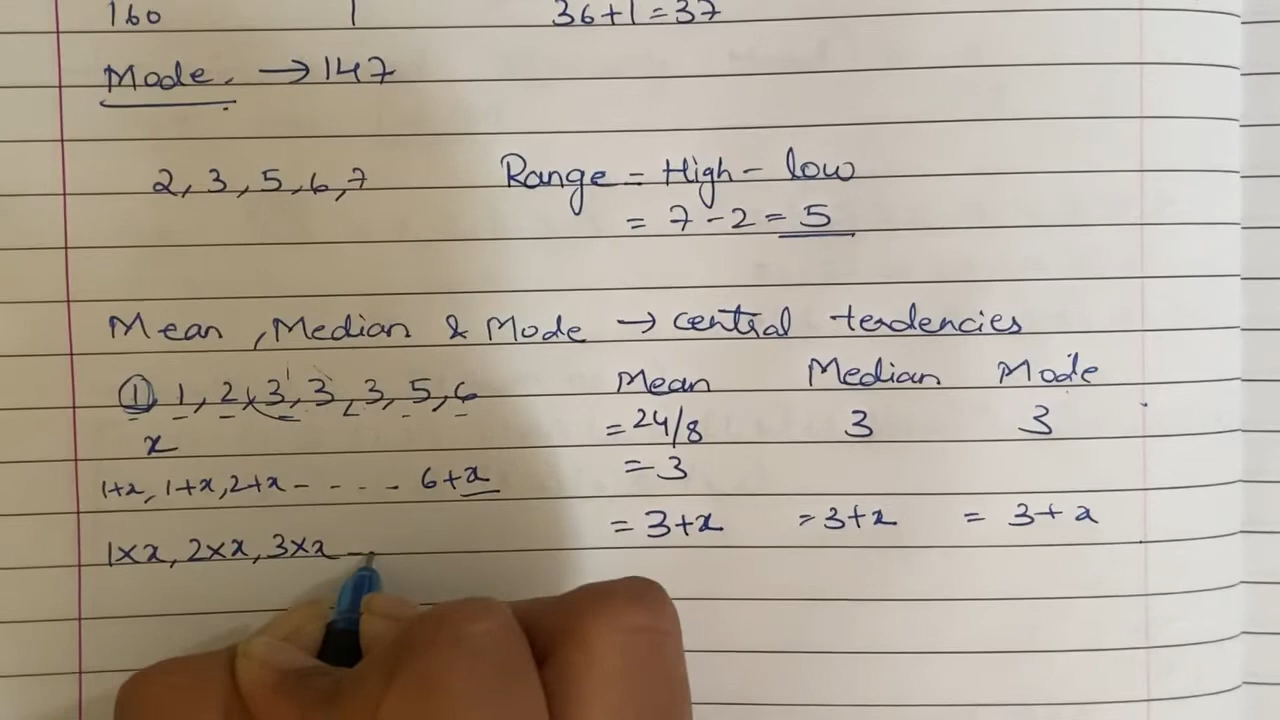 160 1 36+1=37
Mode. → 147
2, 3, 5, 6, 7 Range = High - low
= 7 - 2 = 5
Mean, Median & Mode → central tendencies
① 1, 2, 3, 3, 3, 5, 6 Mean Median Mode
x = 24/8 3 3
1+x, 1+x, 2+x - - - - - 6+x = 3
= 3+x = 3+x = 3+x
1×x, 2×x, 3×x -